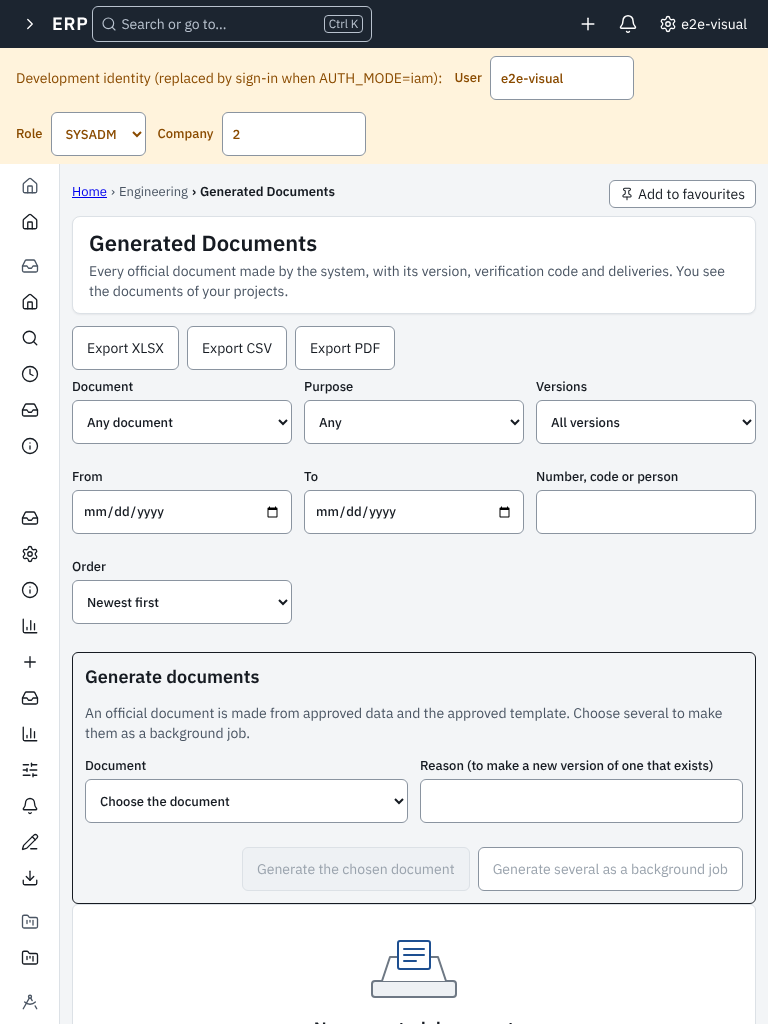 ERP
Search or go to...
Ctrl K
e2e-visual
Development identity (replaced by sign-in when AUTH_MODE=iam):
User
e2e-visual
Role
SYSADM
Company
2
Home › Engineering › Generated Documents
Add to favourites
Generated Documents
Every official document made by the system, with its version, verification code and deliveries. You see
the documents of your projects.
Export XLSX
Export CSV
Export PDF
Document
Purpose
Versions
Any document
Any
All versions
From
To
Number, code or person
mm/dd/yyyy
mm/dd/yyyy
Order
Newest first
Generate documents
An official document is made from approved data and the approved template. Choose several to make
them as a background job.
Document
Reason (to make a new version of one that exists)
Choose the document
Generate the chosen document
Generate several as a background job